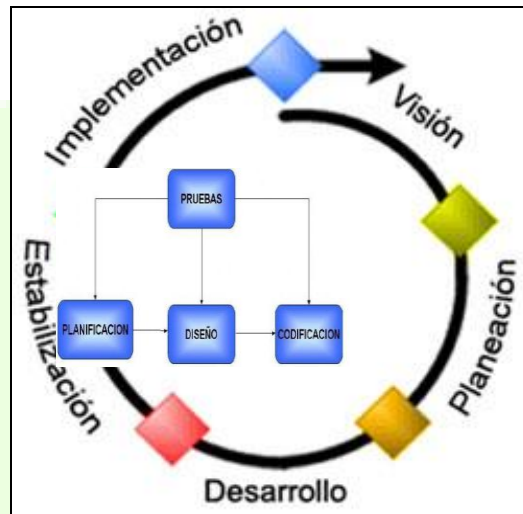 Implementación
Visión
PRUEBAS
Estabilización
PLANIFICACION
DISEÑO
CODIFICACION
Planeación
Desarrollo